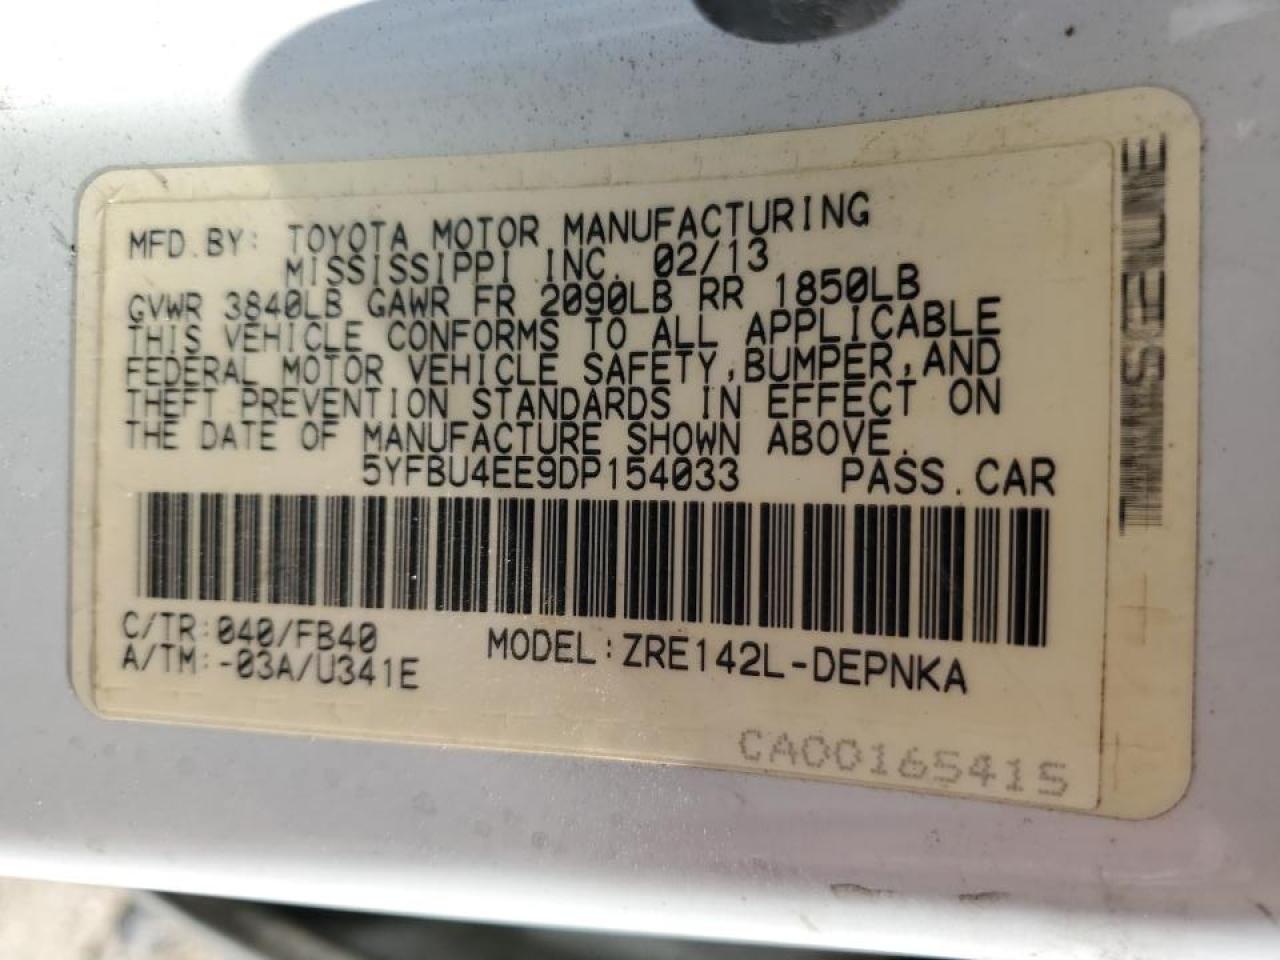 MFD.BY: TOYOTA MOTOR MANUFACTURING
MISSISSIPPI INC. 02/13
GVWR 3840LB GAWR FR 2090LB RR 1850LB
THIS VEHICLE CONFORMS TO ALL APPLICABLE
FEDERAL MOTOR VEHICLE SAFETY,BUMPER,AND
THEFT PREVENTION STANDARDS IN EFFECT ON
THE DATE OF MANUFACTURE SHOWN ABOVE.
5YFBU4EE9DP154033 PASS.CAR
C/TR:040/FB40 MODEL:ZRE142L-DEPNKA
A/TM:-03A/U341E
CA00165415